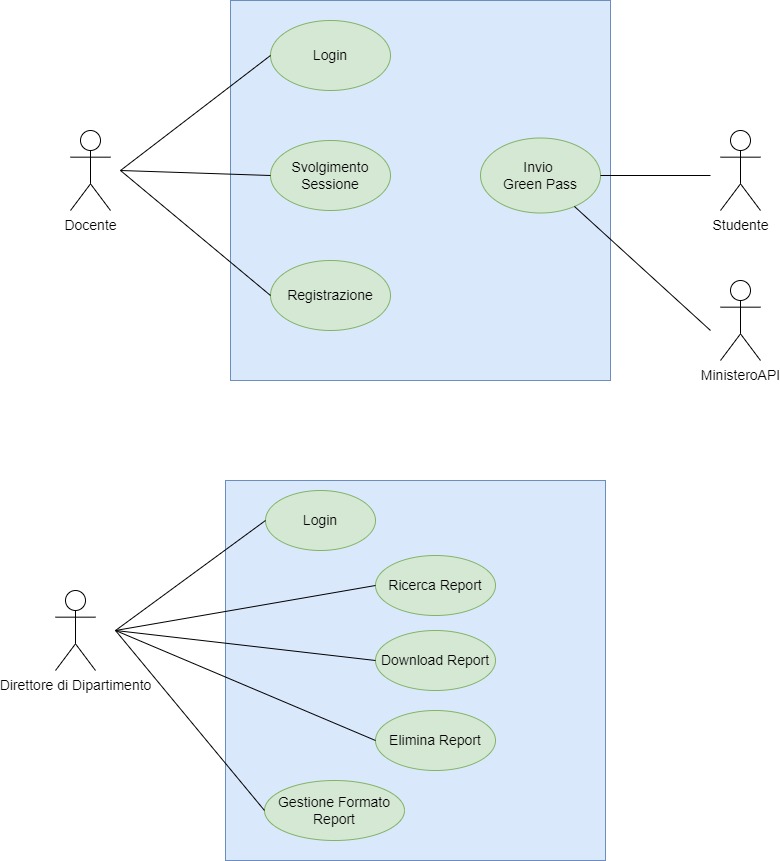 Login
Docente
Svolgimento
Sessione
Invio
Green Pass
Studente
Registrazione
MinisteroAPI
Login
Ricerca Report
Direttore di Dipartimento
Download Report
Elimina Report
Gestione Formato
Report